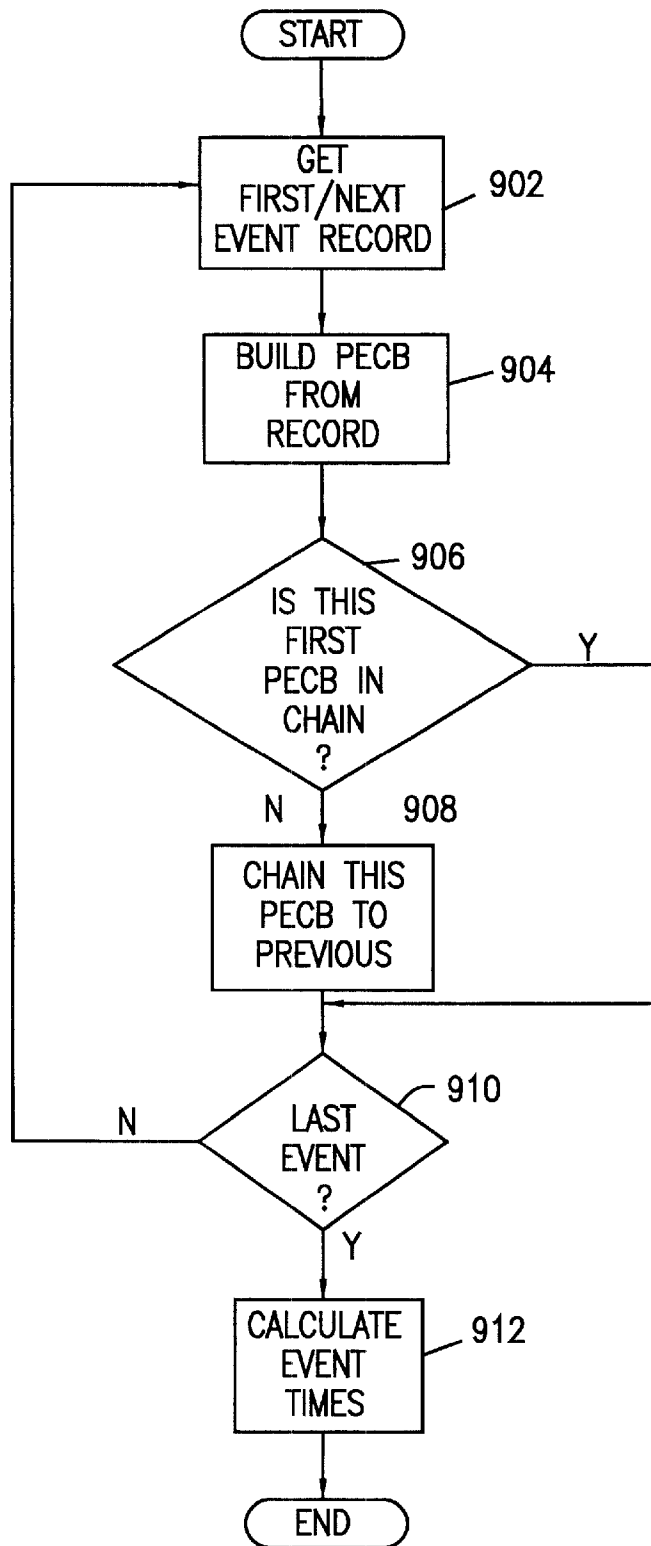 START
GET
FIRST/NEXT
EVENT RECORD
902
BUILD PECB
FROM
RECORD
904
906
IS THIS
FIRST
PECB IN
CHAIN
?
Y
N
908
CHAIN THIS
PECB TO
PREVIOUS
910
LAST
EVENT
?
N
Y
CALCULATE
EVENT
TIMES
912
END